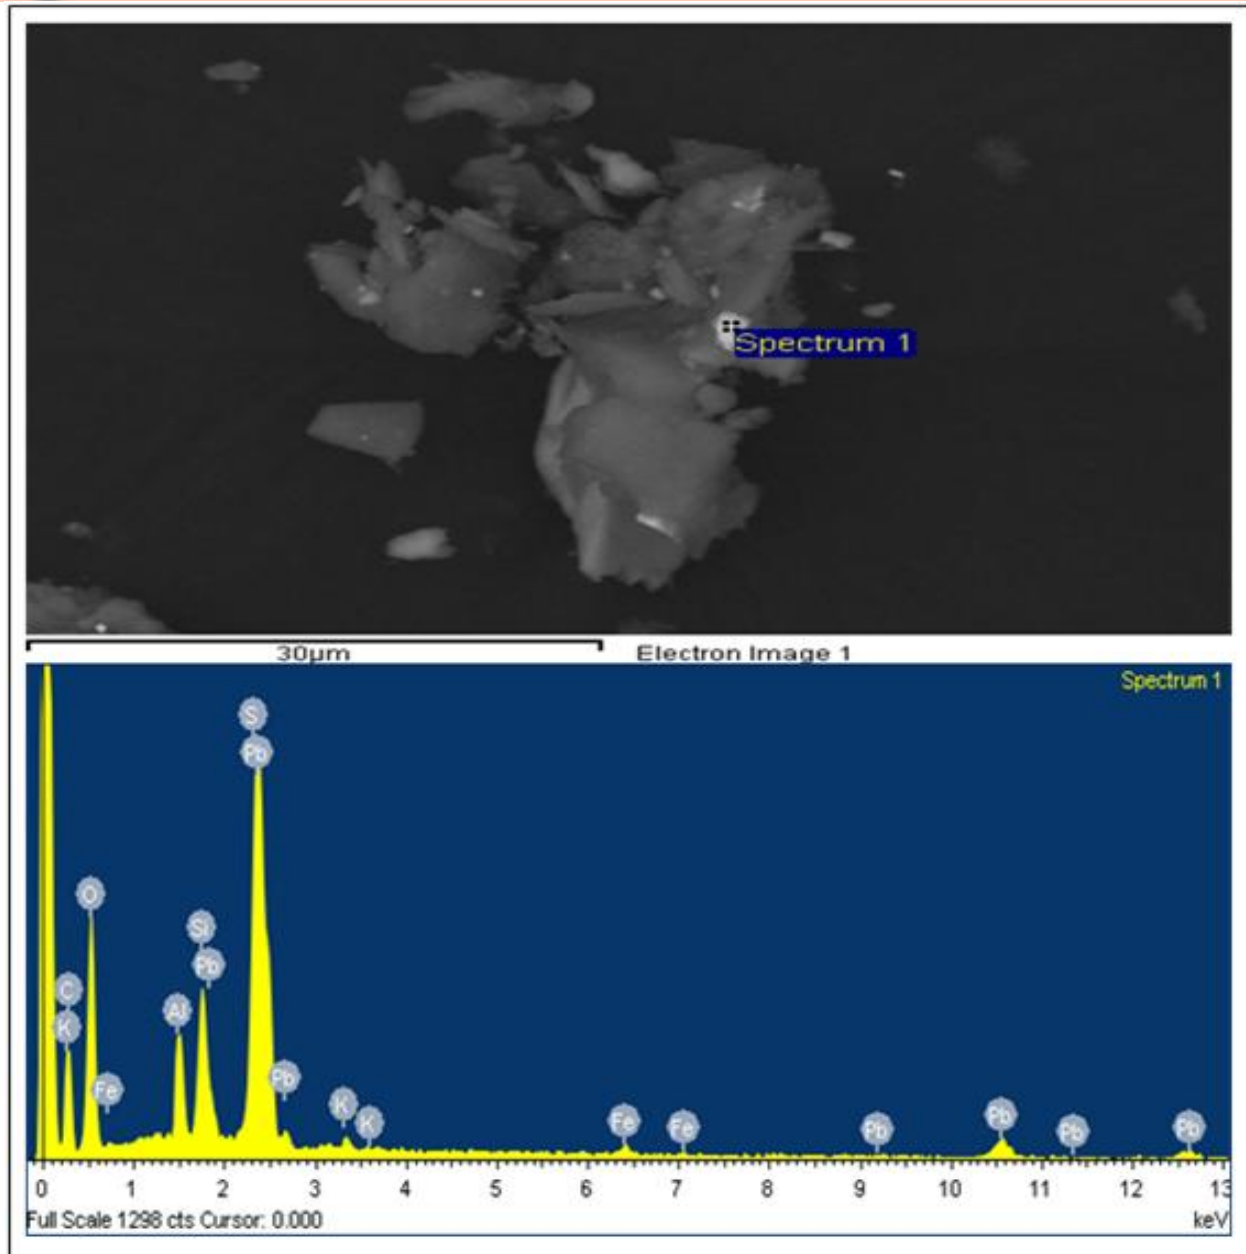 Spectrum 1
30µm Electron Image 1
Spectrum 1
S
Pb
O
Si
Pb
C
Al
K
Fe
Pb
K
K
Fe
Fe
Pb
Pb
Pb
Pb
0 1 2 3 4 5 6 7 8 9 10 11 12 13
Full Scale 1298 cts Cursor: 0.000 keV